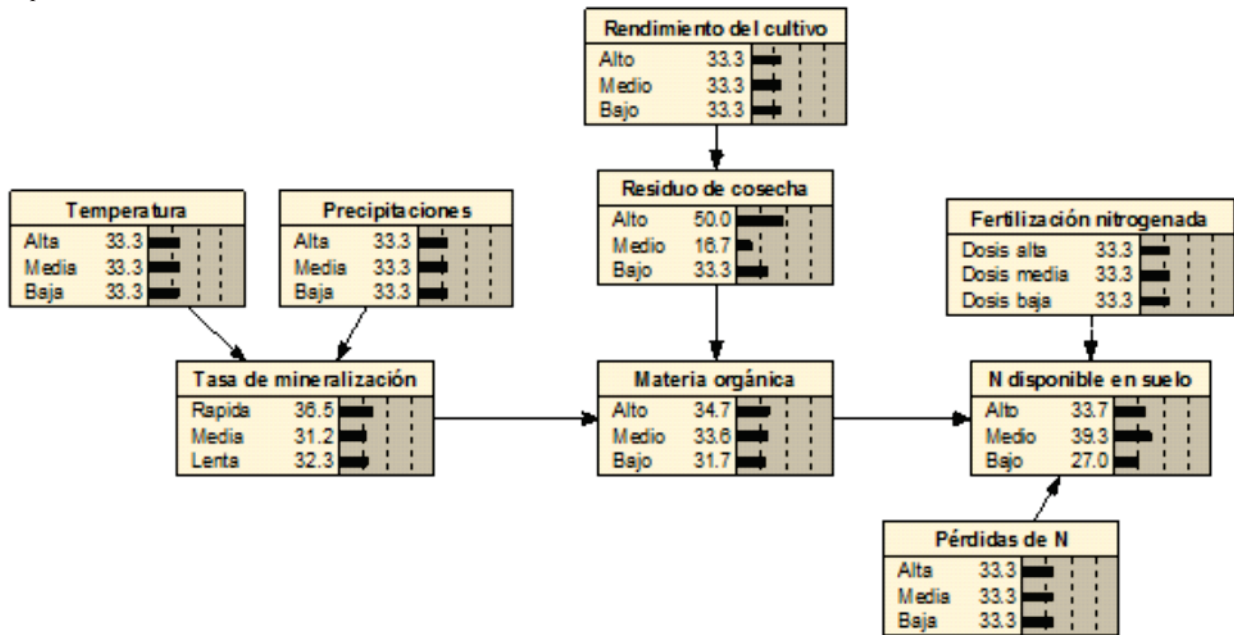 Rendimiento del cultivo
Alto 33.3
Medio 33.3
Bajo 33.3
Residuo de cosecha
Alto 50.0
Medio 16.7
Bajo 33.3
Temperatura
Alta 33.3
Media 33.3
Baja 33.3
Precipitaciones
Alta 33.3
Media 33.3
Baja 33.3
Fertilización nitrogenada
Dosis alta 33.3
Dosis media 33.3
Dosis baja 33.3
Tasa de mineralización
Rapida 36.5
Media 31.2
Lenta 32.3
Materia orgánica
Alto 34.7
Medio 33.6
Bajo 31.7
N disponible en suelo
Alto 33.7
Medio 39.3
Bajo 27.0
Pérdidas de N
Alta 33.3
Media 33.3
Baja 33.3